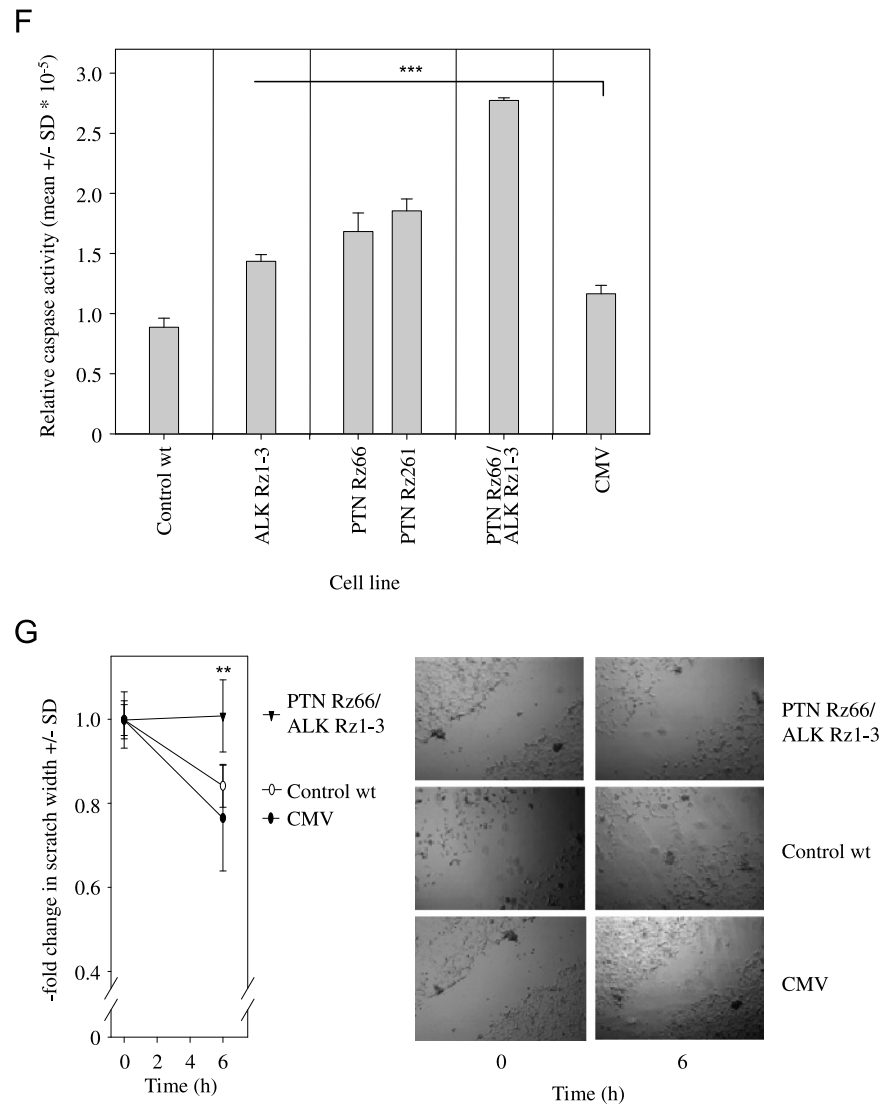 F
Relative caspase activity (mean +/- SD * 10-5)
3.0
2.5
2.0
1.5
1.0
0.5
0
***
Control wt
ALK Rz1-3
PTN Rz66
PTN Rz261
PTN Rz66 /
ALK Rz1-3
CMV
Cell line
G
-fold change in scratch width +/- SD
1.0
0.8
0.6
0.4
0
**
0 2 4 6
Time (h)
PTN Rz66/
ALK Rz1-3
Control wt
CMV
PTN Rz66/
ALK Rz1-3
Control wt
CMV
0 6
Time (h)